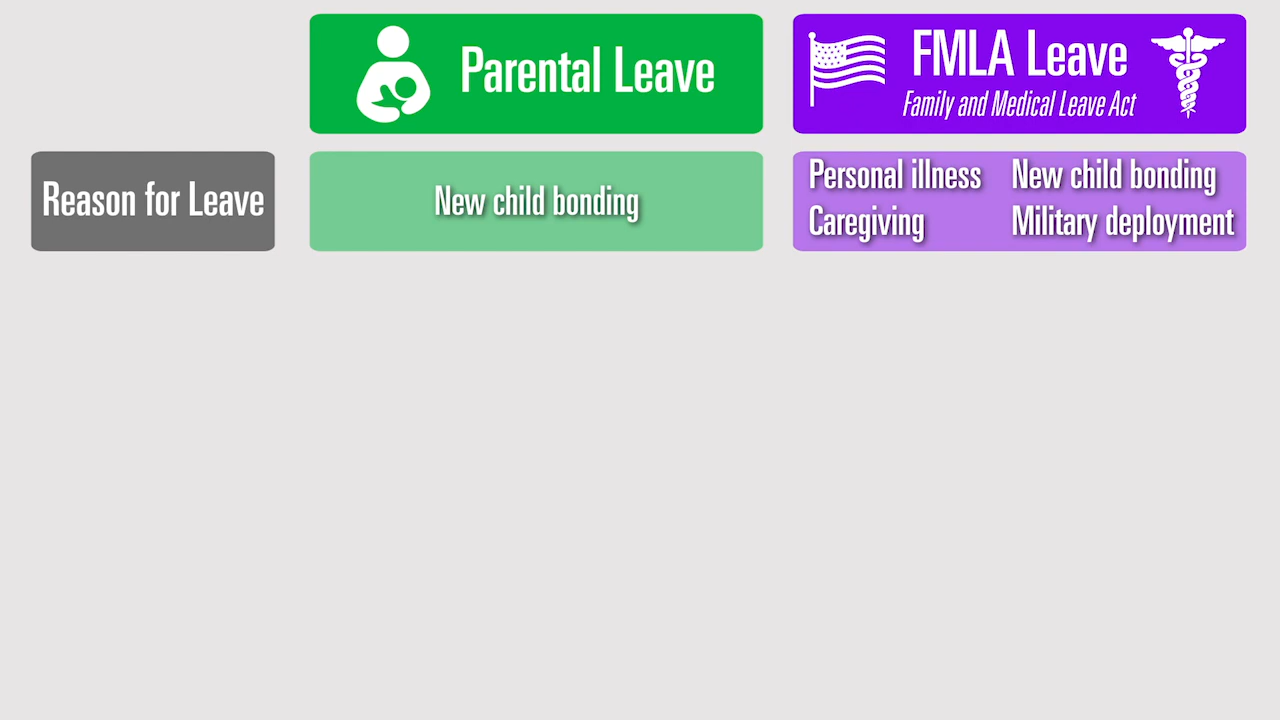 Parental Leave
FMLA Leave
Family and Medical Leave Act
Reason for Leave
New child bonding
Personal illness
New child bonding
Caregiving
Military deployment